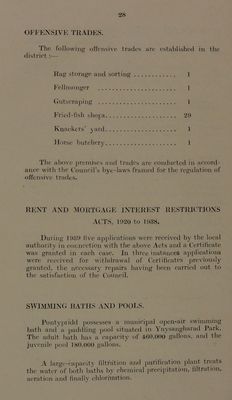 28
OFFENSIVE TRADES.
The following offensive trades are established in the
district :—
Rag storage and sorting ............ 1
Fellmonger ........................ 1
Gutscraping ....................... 1
Fried-fish shops................... 29
Knackers' yard..................... 1
Horse butchery..................... 1
The above premises and trades are conducted in accord-
ance with the Council's bye-laws framed for the regulation of
offensive trades.
RENT AND MORTGAGE INTEREST RESTRICTIONS
ACTS, 1920 to 1938.
During 1939 five applications were received by the local
authority in connection with the above Acts and a Certificate
was granted in each case. In three instances applications
were received for withdrawal of Certificates previously
granted, the necessary repairs having been carried out to
the satisfaction of the Council.
SWIMMING BATHS AND POOLS.
Pontypridd possesses a municipal open-air swimming
bath and a paddling pool situated in Ynysangharad Park.
The adult bath has a capacity of 460,000 gallons, and the
juvenile pool 180,000 gallons.
A large-capacity filtration and purification plant treats
the water of both baths by chemical precipitation, filtration,
aeration and finally chlorination.